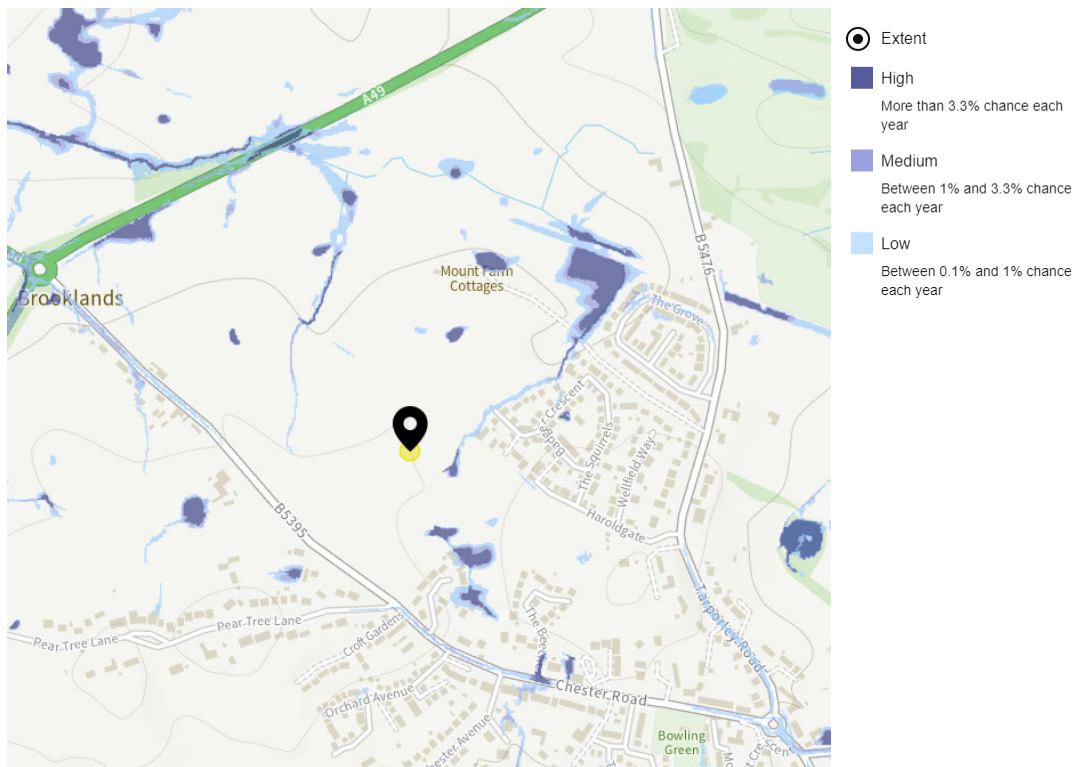 Extent
High
More than 3.3% chance each
year
Medium
Between 1% and 3.3% chance
each year
Low
Between 0.1% and 1% chance
each year
A49
B5476
Brooklands
Mount Farm
Cottages
The Grove
Badger Crescent
The Squirrels
Wellfield Way
Haroldgate
B5395
Tarporley Road
Pear Tree Lane
Pear Tree Lane
Croft Gardens
The Beec
Orchard Avenue
Chester Road
hester Avenue
Bowling
Green
Crescen